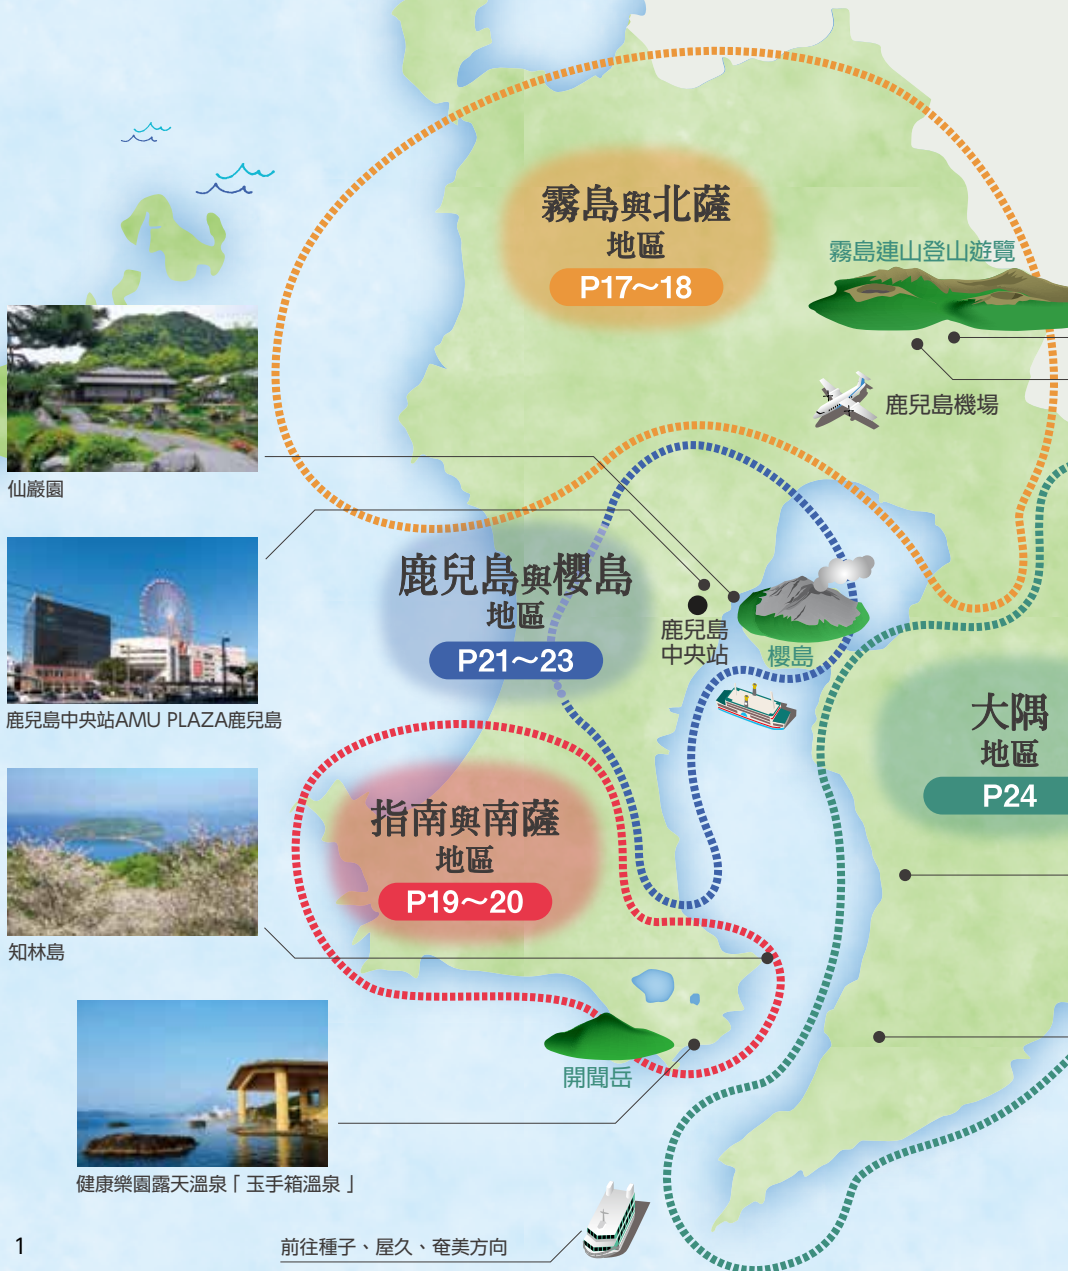 霧島與北薩
地區
P17～18
霧島連山登山遊覽
鹿兒島機場
仙巖園
鹿兒島與櫻島
地區
P21～23
鹿兒島
中央站
櫻島
鹿兒島中央站AMU PLAZA鹿兒島
大隅
地區
P24
指南與南薩
地區
P19～20
知林島
開聞岳
健康樂園露天溫泉「玉手箱溫泉」
前往種子、屋久、奄美方向
1